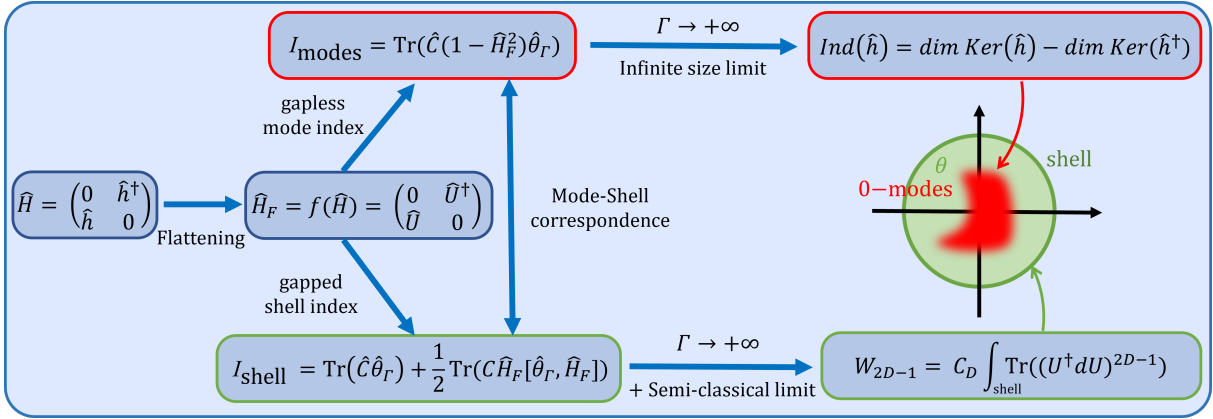 I_modes = Tr(Ĉ(1 − Ĥ_F^2)θ̂_Γ)
Γ → +∞
Infinite size limit
Ind(ĥ) = dim Ker(ĥ) − dim Ker(ĥ†)
gapless
mode index
θ
shell
0−modes
Ĥ = (0 ĥ†
ĥ 0)
Flattening
Ĥ_F = f(Ĥ) = (0 Û†
Û 0)
Mode-Shell
correspondence
gapped
shell index
I_shell = Tr(Ĉθ̂_Γ) + 1/2 Tr(CĤ_F[θ̂_Γ, Ĥ_F])
Γ → +∞
+ Semi-classical limit
W_{2D−1} = C_D ∫_shell Tr((U†dU)^{2D−1})